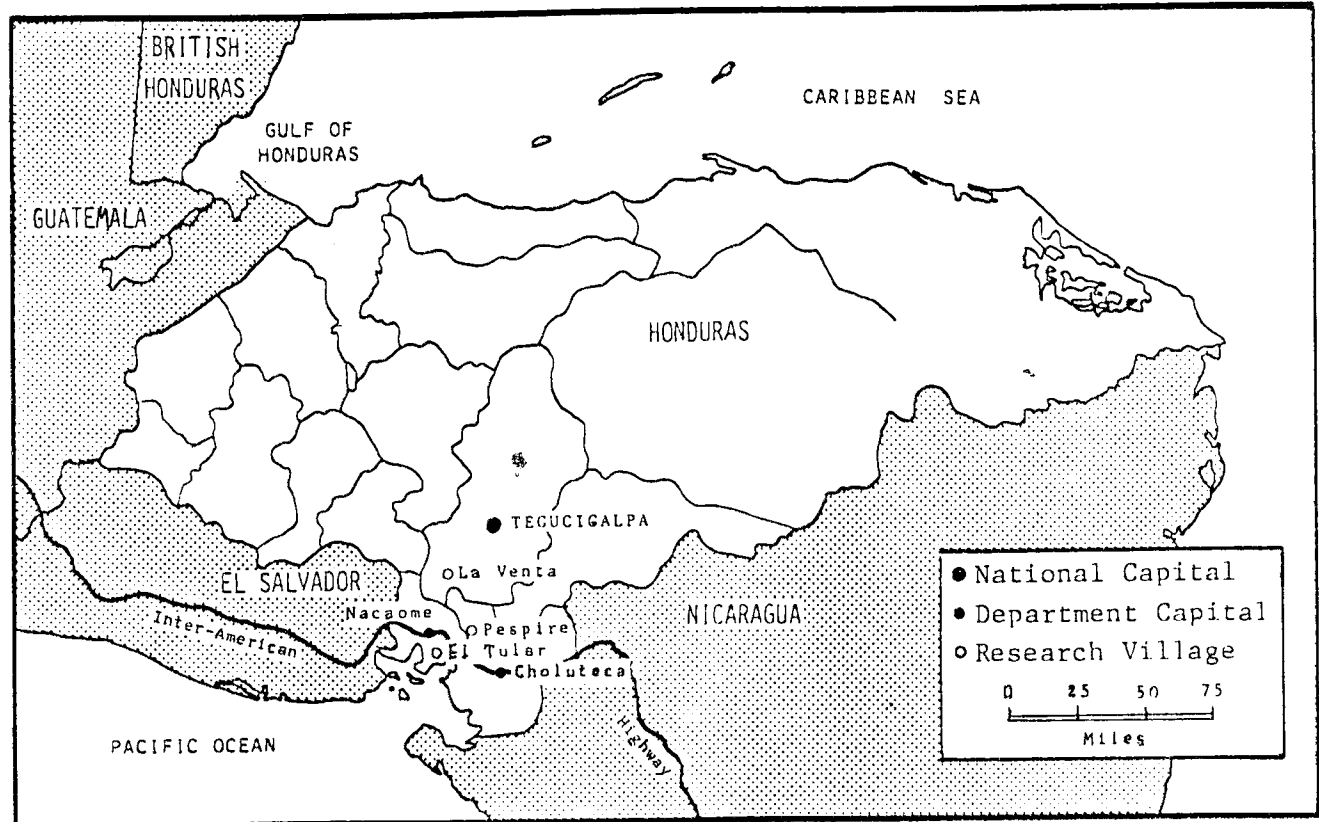 BRITISH
HONDURAS
CARIBBEAN SEA
GULF OF
HONDURAS
GUATEMALA
HONDURAS
TEGUCIGALPA
La Venta
EL SALVADOR
Nacaome
Inter-American
Pespire
El Tular
Choluteca
NICARAGUA
Highway
PACIFIC OCEAN
National Capital
Department Capital
Research Village
0 25 50 75
Miles